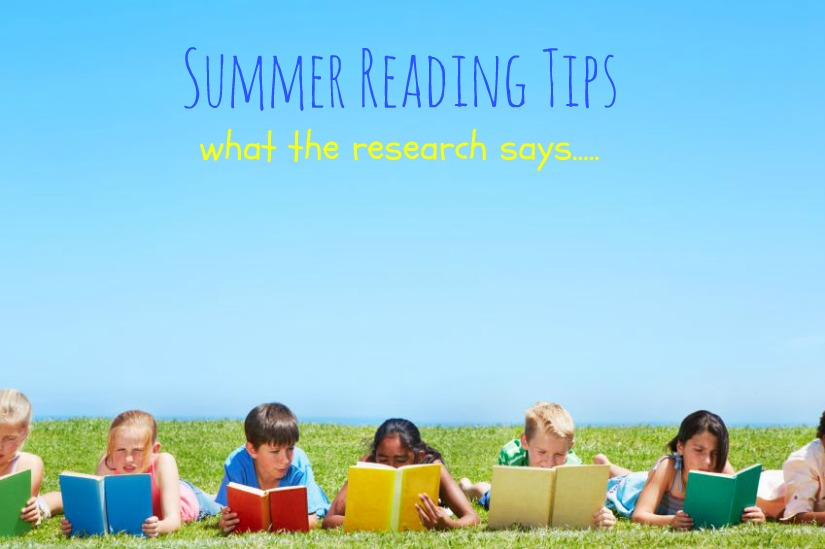 Summer Reading Tips
what the research says.....